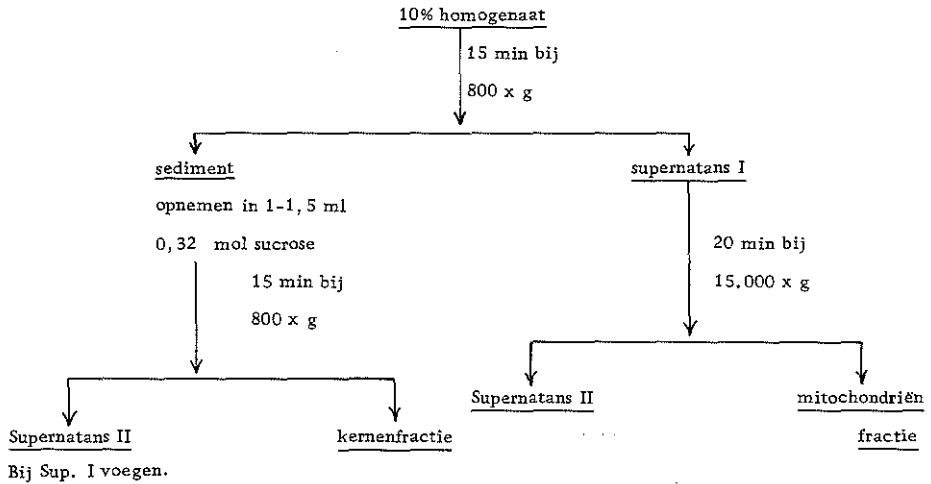 10% homogenaat
15 min bij
800 x g
sediment
opnemen in 1-1, 5 ml
0, 32 mol sucrose
15 min bij
800 x g
Supernatans II
Bij Sup. I voegen.
kernenfractie
supernatans I
20 min bij
15.000 x g
Supernatans II
mitochondriën
fractie